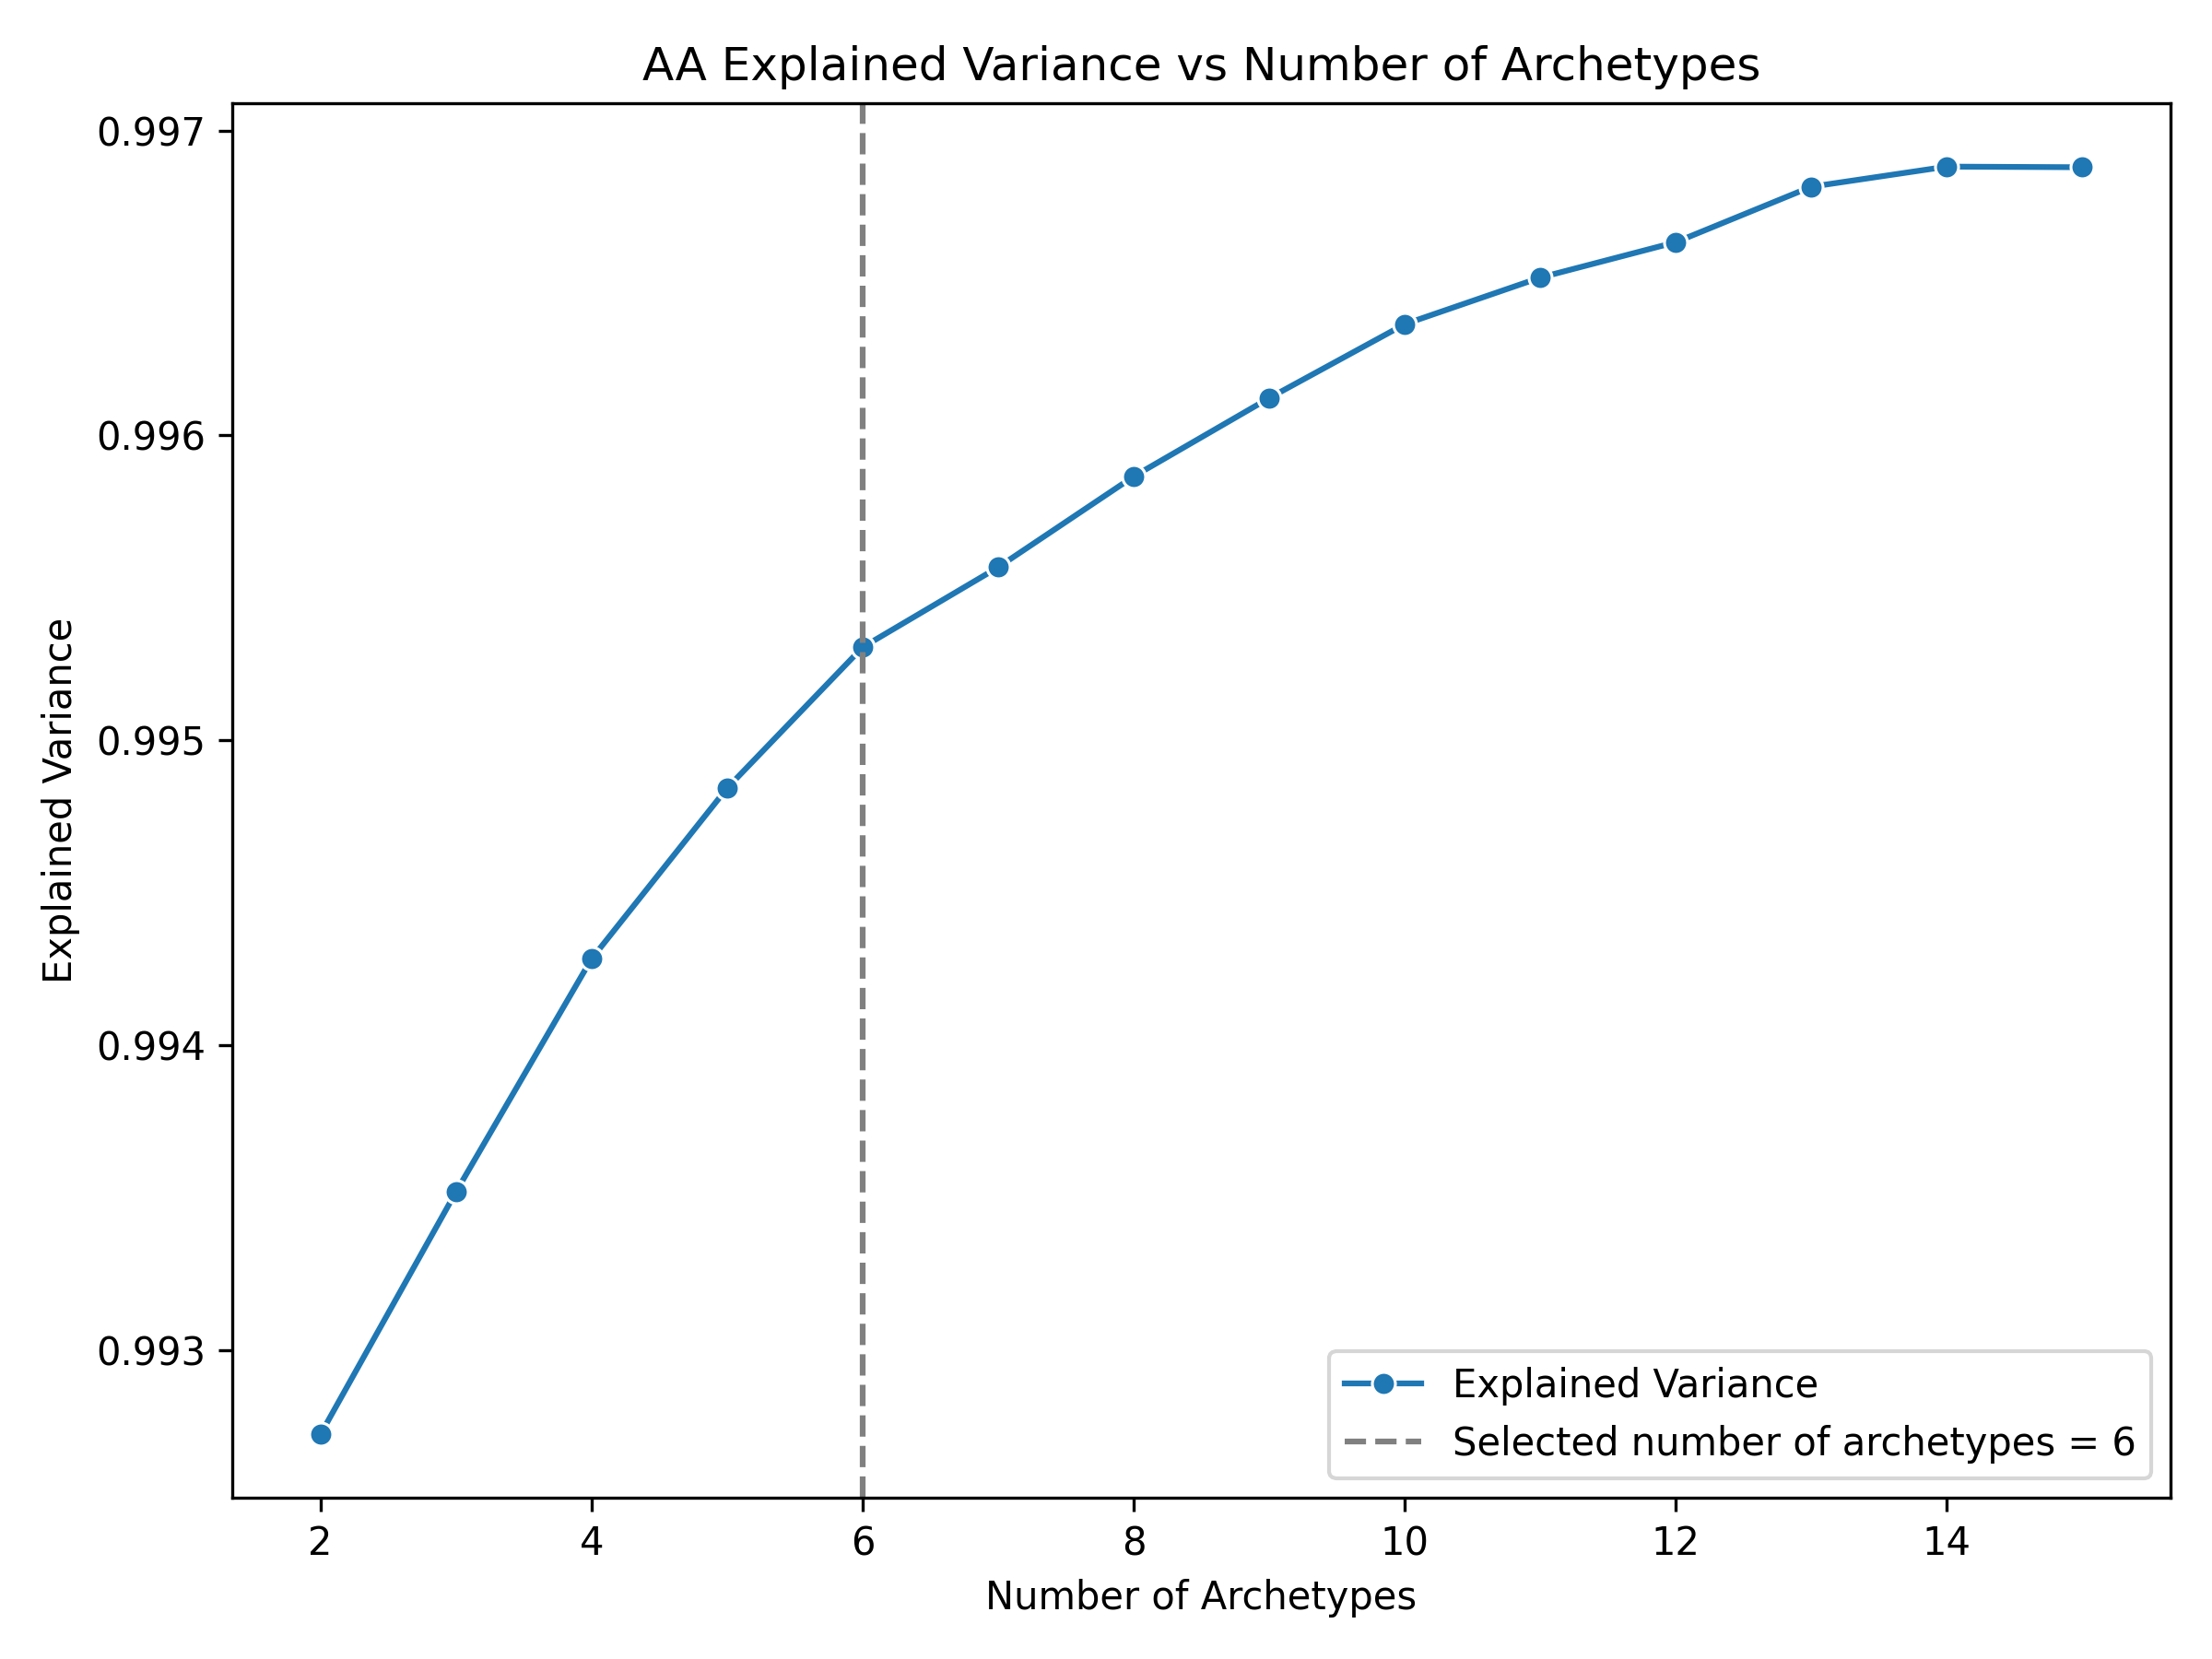 AA Explained Variance vs Number of Archetypes
0.997
0.996
0.995
0.994
0.993
Explained Variance
2 4 6 8 10 12 14
Number of Archetypes
Explained Variance
Selected number of archetypes = 6